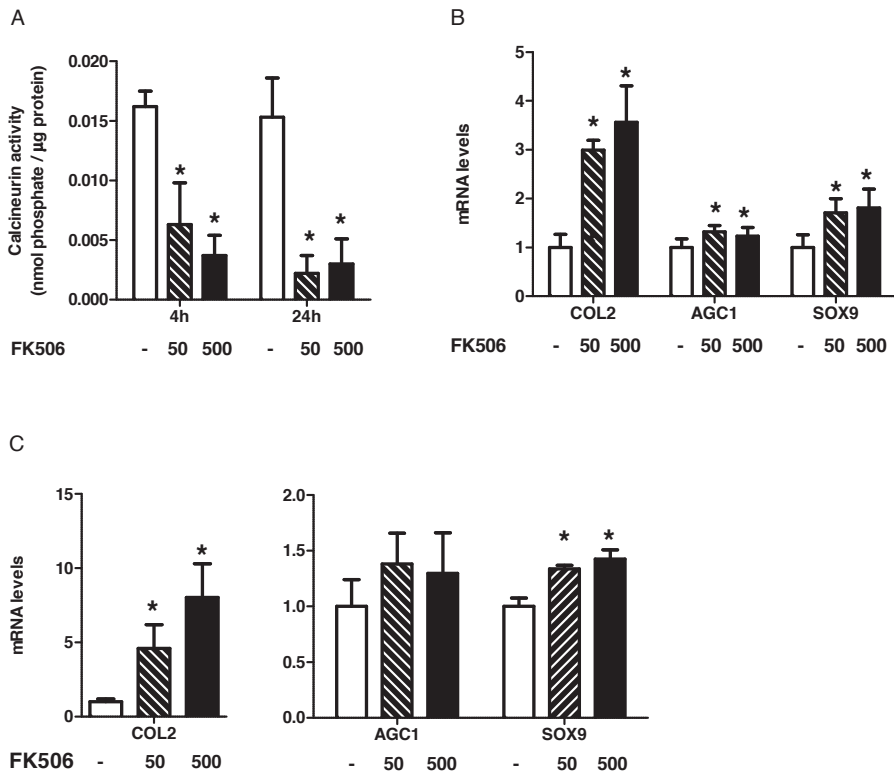 A
Calcineurin activity
(nmol phosphate / µg protein)
0.020
0.015
0.010
0.005
0.000
* * * *
4h 24h
FK506 - 50 500 - 50 500
B
mRNA levels
5
4
3
2
1
0
* * * * * *
COL2 AGC1 SOX9
FK506 - 50 500 - 50 500 - 50 500
C
mRNA levels
15
10
5
0
* *
COL2
2.0
1.5
1.0
0.5
0.0
* *
AGC1 SOX9
FK506 - 50 500 - 50 500 - 50 500